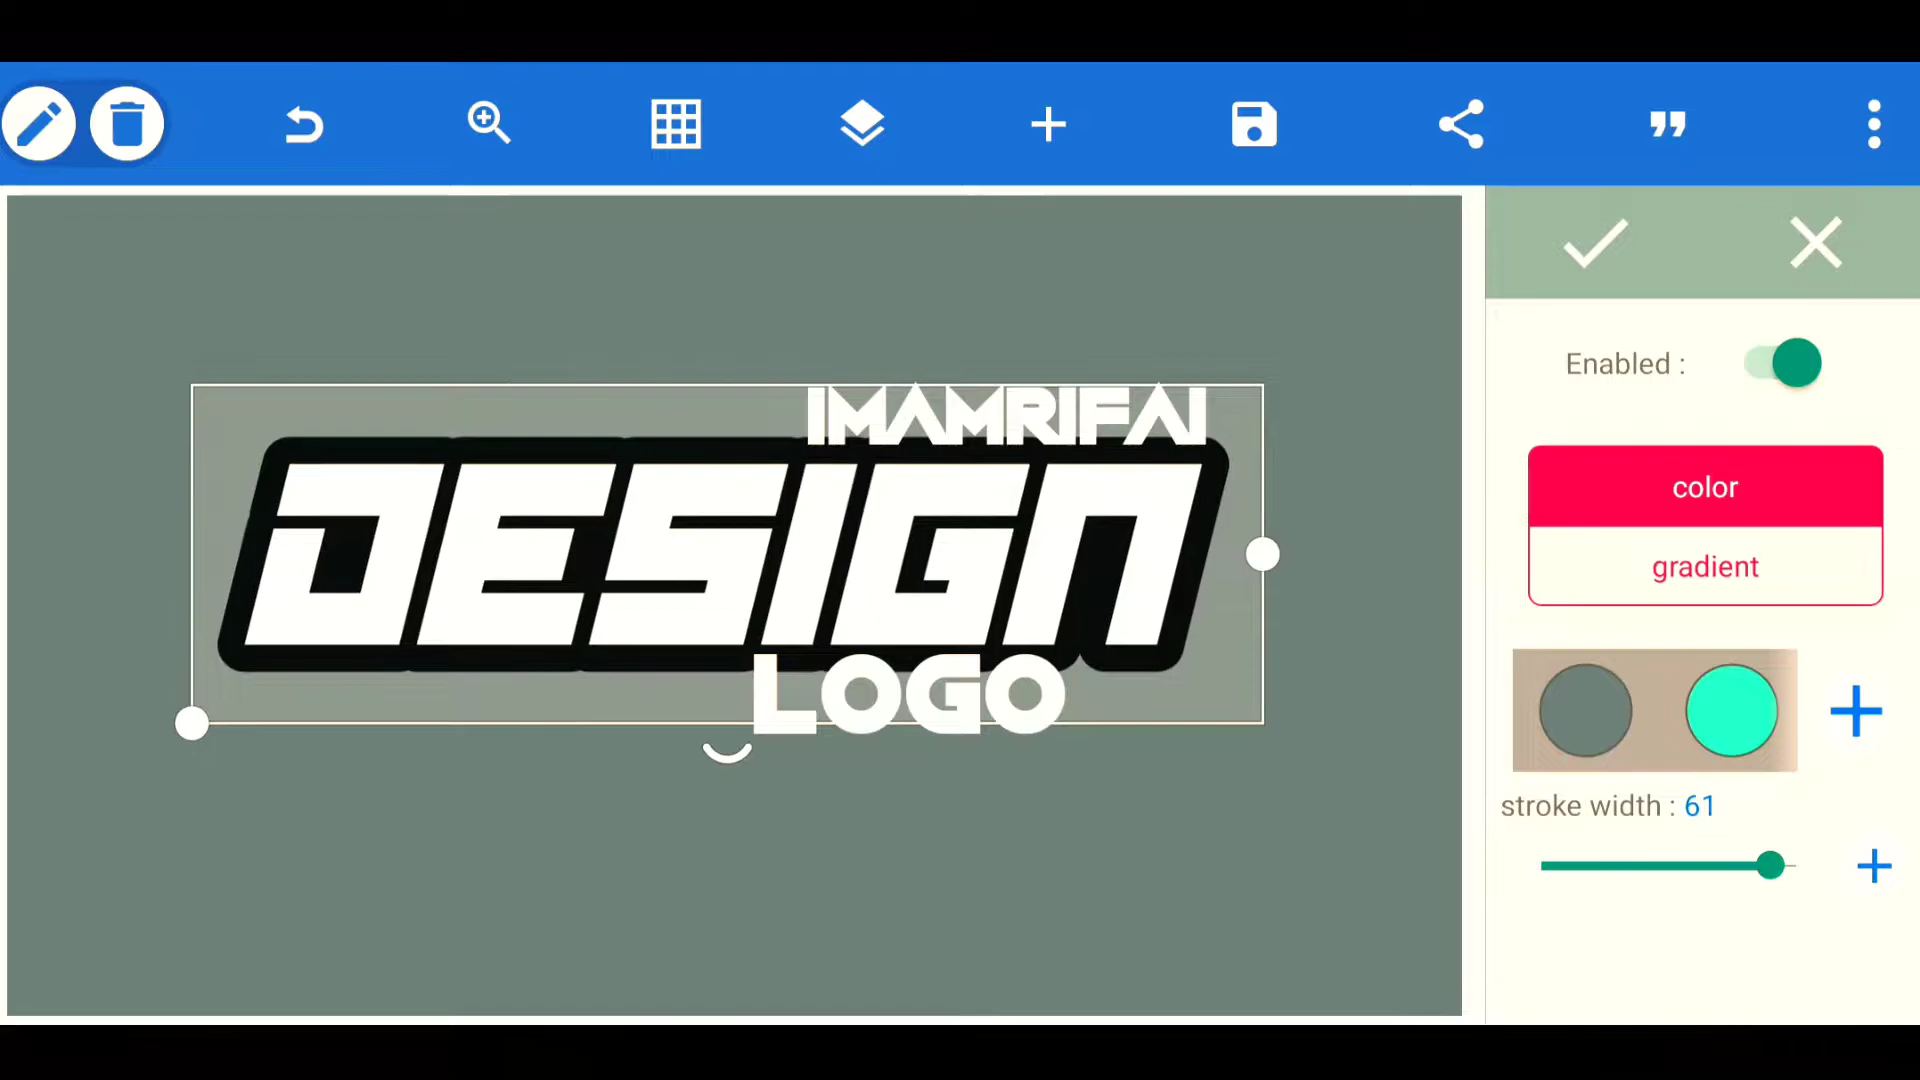 IMAMRIFAI
DESIGN
LOGO
Enabled :
color
gradient
stroke width : 61